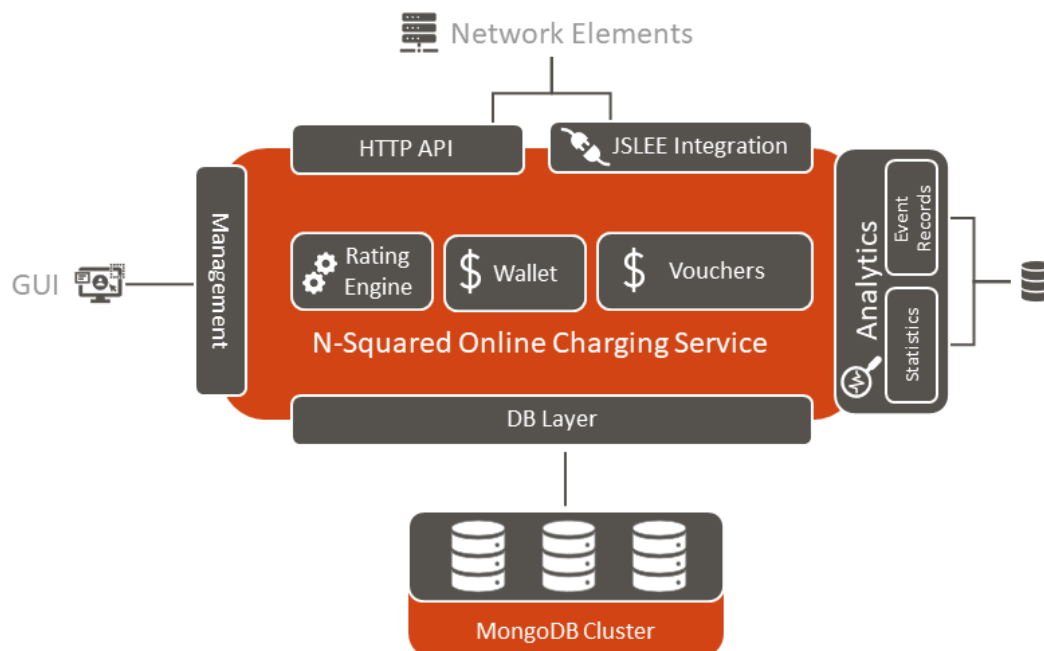 Network Elements
HTTP API
JSLEE Integration
Management
GUI
Rating
Engine
$ Wallet
$ Vouchers
N-Squared Online Charging Service
Analytics
Event
Records
Statistics
DB Layer
MongoDB Cluster